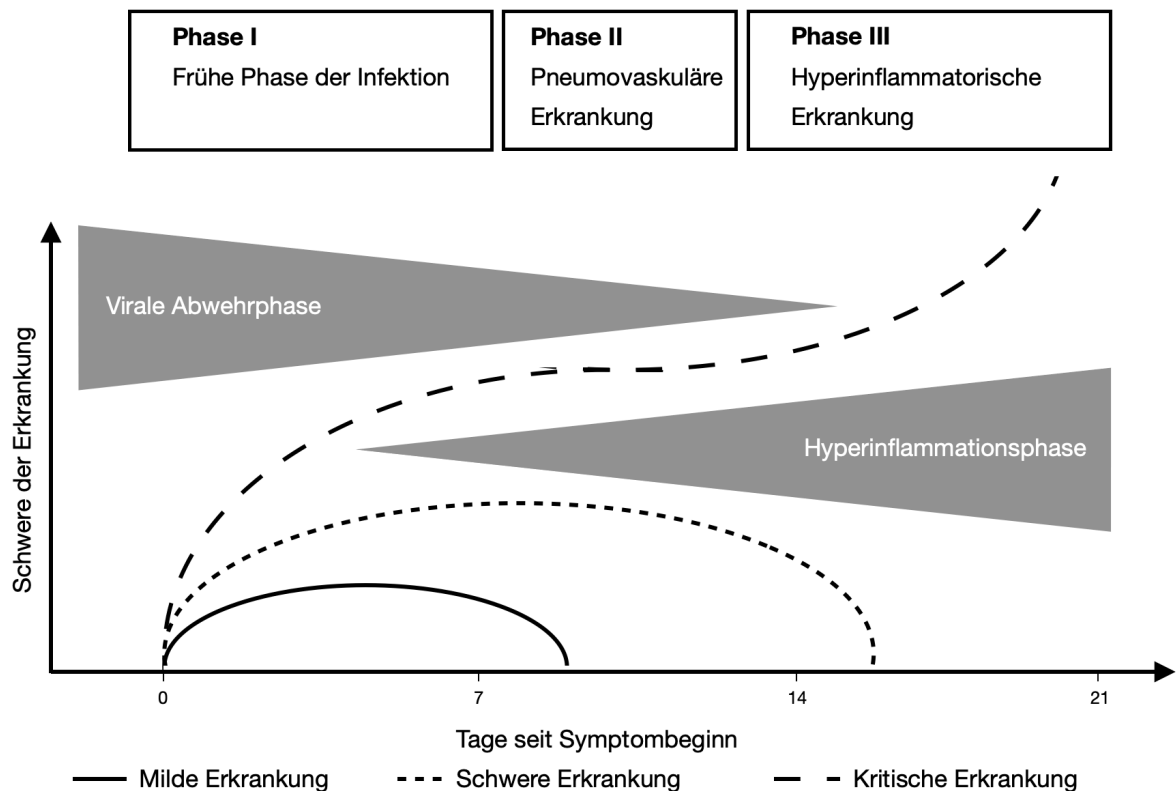 Phase I
Frühe Phase der Infektion
Phase II
Pneumovaskuläre
Erkrankung
Phase III
Hyperinflammatorische
Erkrankung
Schwere der Erkrankung
Virale Abwehrphase
Hyperinflammationsphase
0
7
14
21
Tage seit Symptombeginn
Milde Erkrankung
Schwere Erkrankung
Kritische Erkrankung